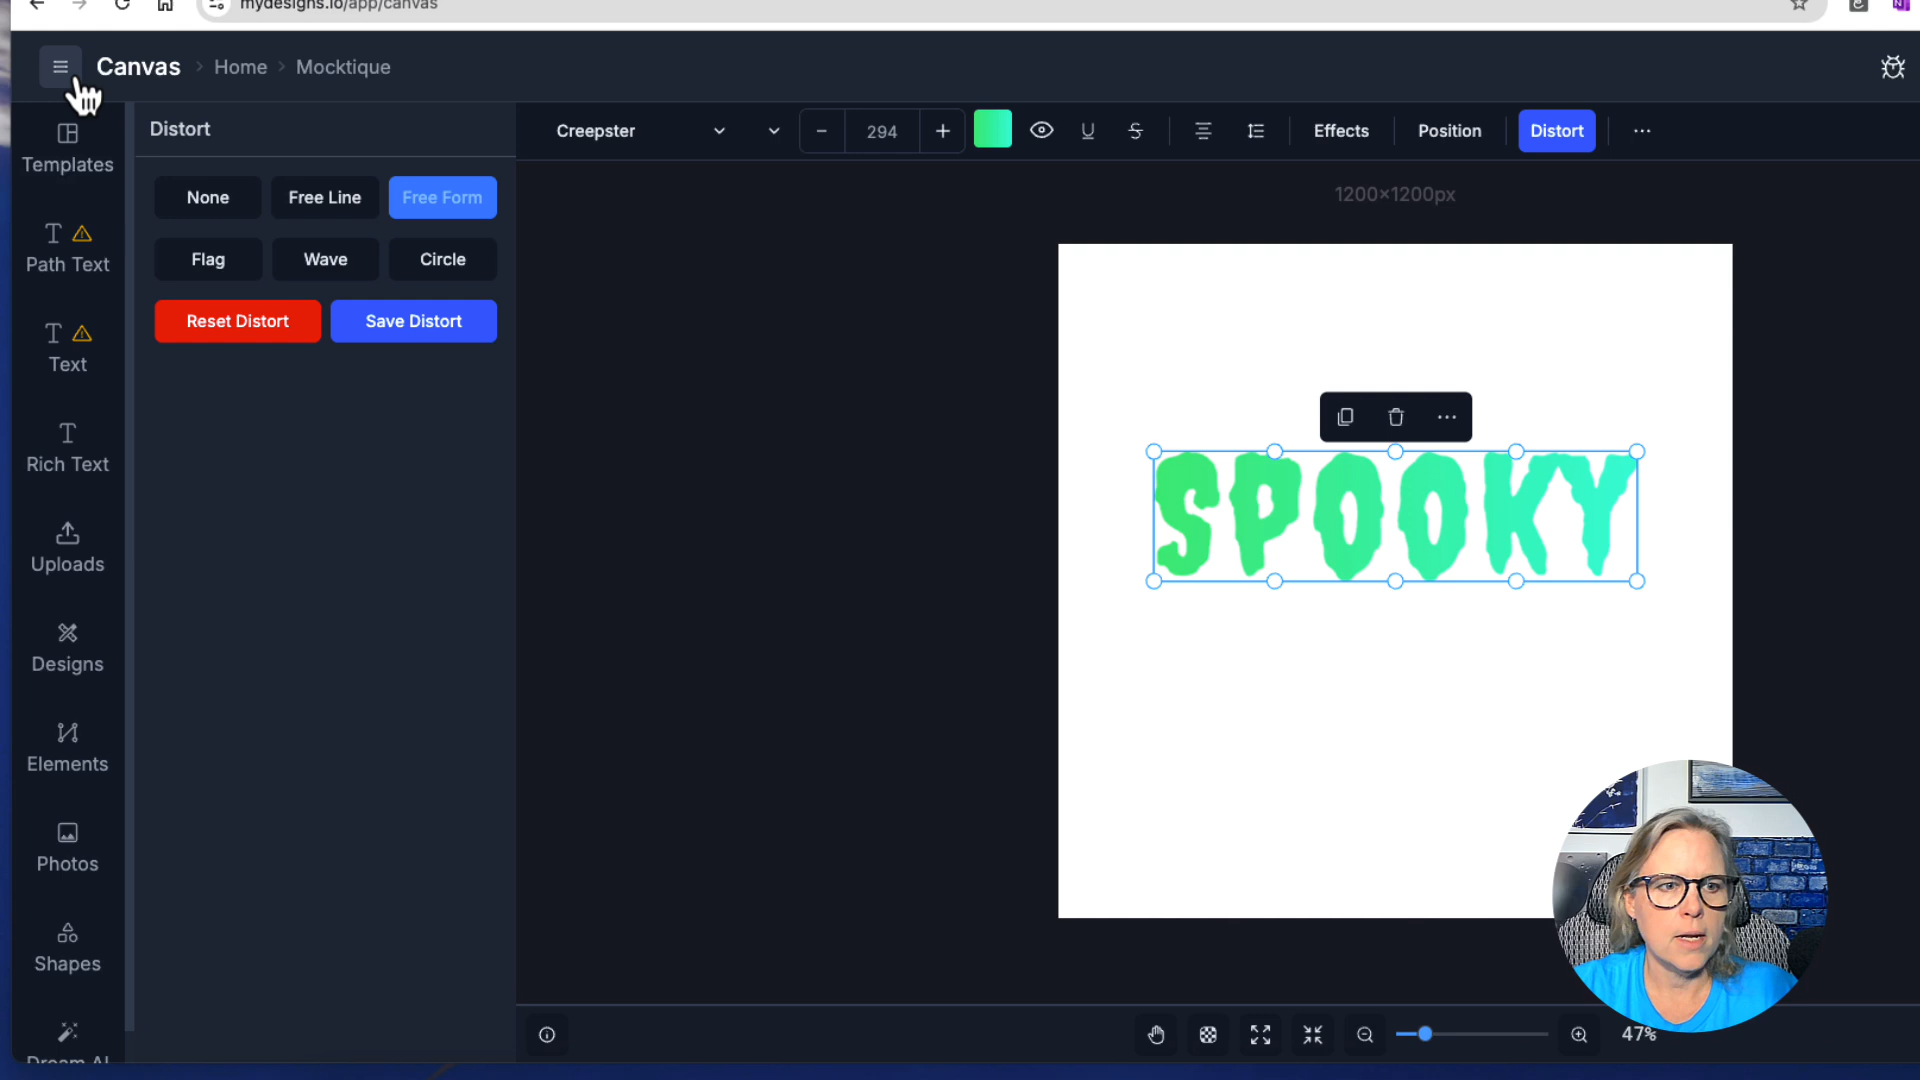 mydesigns.io/app/canvas
Canvas > Home > Mocktique
Templates
Path Text
Text
Rich Text
Uploads
Designs
Elements
Photos
Shapes
Dream AI
Distort
None
Free Line
Free Form
Flag
Wave
Circle
Reset Distort
Save Distort
Creepster
294
Effects
Position
Distort
1200×1200px
SPOOKY
47%